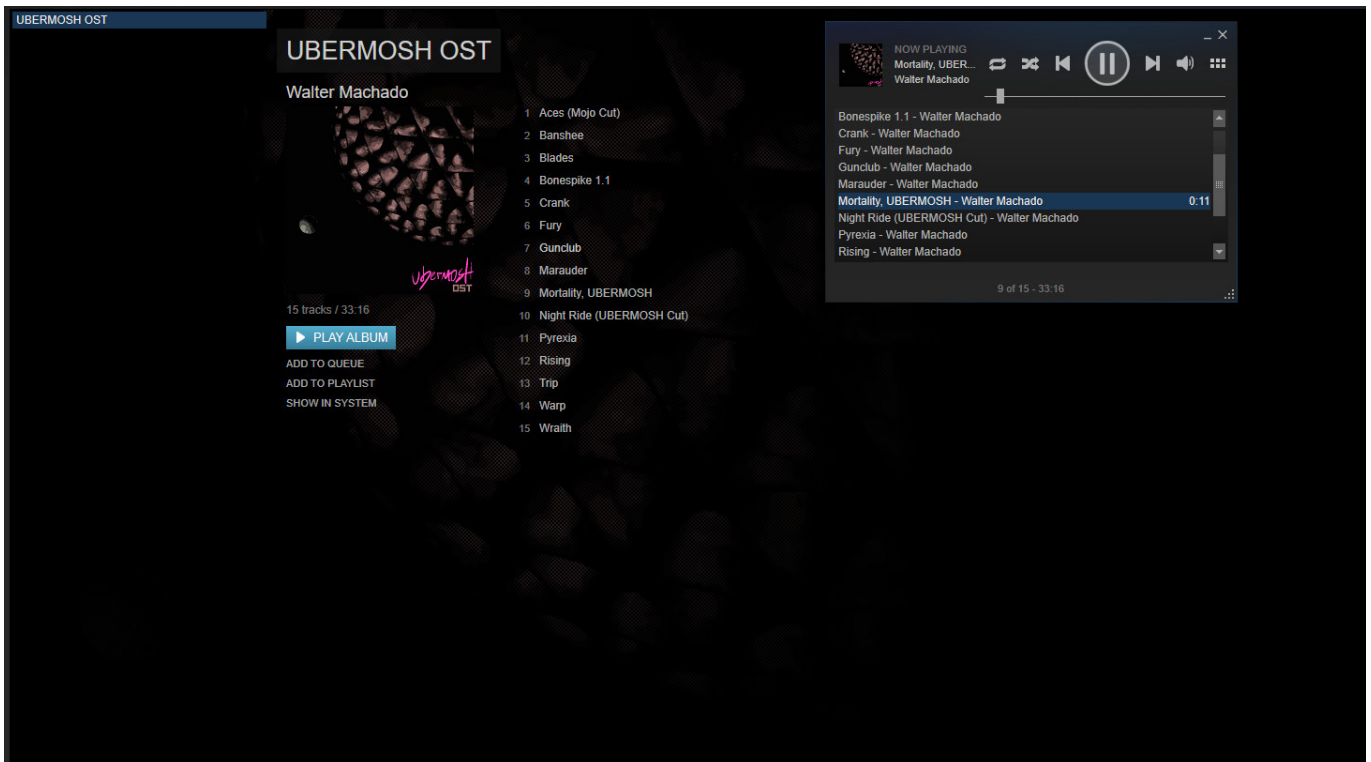 UBERMOSH OST
UBERMOSH OST
Walter Machado
ubermosh
OST
15 tracks / 33:16
PLAY ALBUM
ADD TO QUEUE
ADD TO PLAYLIST
SHOW IN SYSTEM
1 Aces (Mojo Cut)
2 Banshee
3 Blades
4 Bonespike 1.1
5 Crank
6 Fury
7 Gunclub
8 Marauder
9 Mortality, UBERMOSH
10 Night Ride (UBERMOSH Cut)
11 Pyrexia
12 Rising
13 Trip
14 Warp
15 Wraith
NOW PLAYING
Mortality, UBER...
Walter Machado
Bonespike 1.1 - Walter Machado
Crank - Walter Machado
Fury - Walter Machado
Gunclub - Walter Machado
Marauder - Walter Machado
Mortality, UBERMOSH - Walter Machado 0:11
Night Ride (UBERMOSH Cut) - Walter Machado
Pyrexia - Walter Machado
Rising - Walter Machado
9 of 15 - 33:16